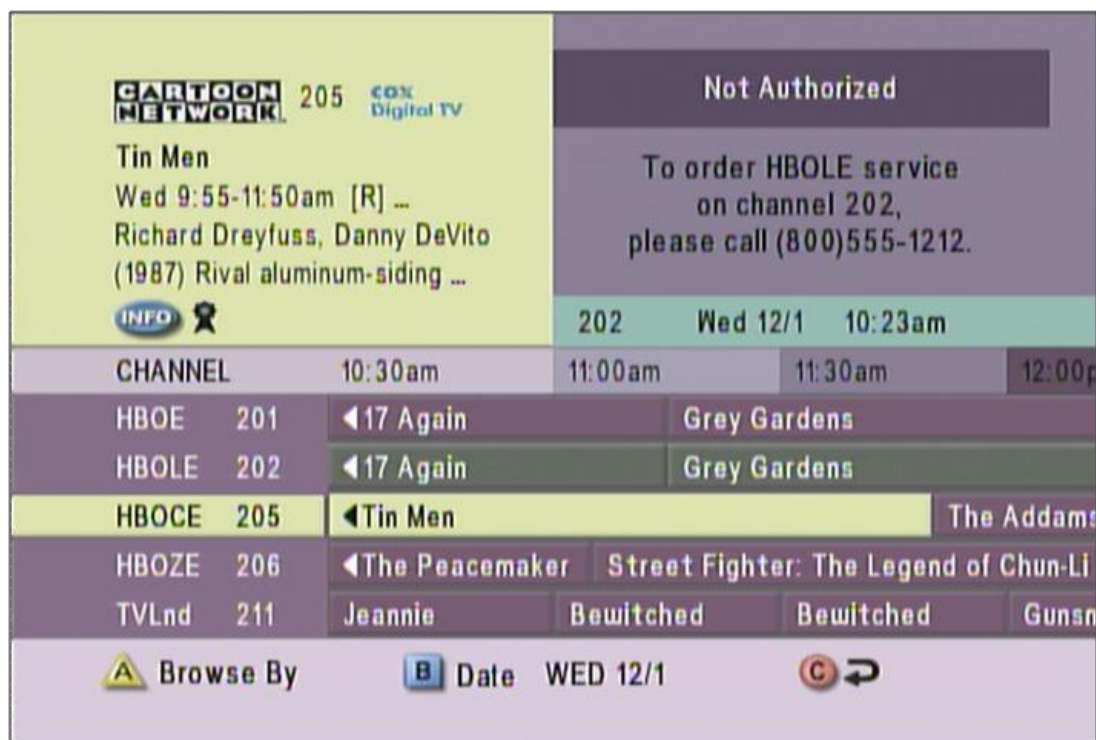 CARTOON NETWORK 205 COX Digital TV
Tin Men
Wed 9:55-11:50am [R] ...
Richard Dreyfuss, Danny DeVito
(1987) Rival aluminum-siding ...
INFO
Not Authorized
To order HBOLE service
on channel 202,
please call (800)555-1212.
202 Wed 12/1 10:23am
CHANNEL 10:30am 11:00am 11:30am 12:00p
HBOE 201 17 Again Grey Gardens
HBOLE 202 17 Again Grey Gardens
HBOCE 205 Tin Men The Addams
HBOZE 206 The Peacemaker Street Fighter: The Legend of Chun-Li
TVLnd 211 Jeannie Bewitched Bewitched Gunsm
A Browse By B Date WED 12/1 C